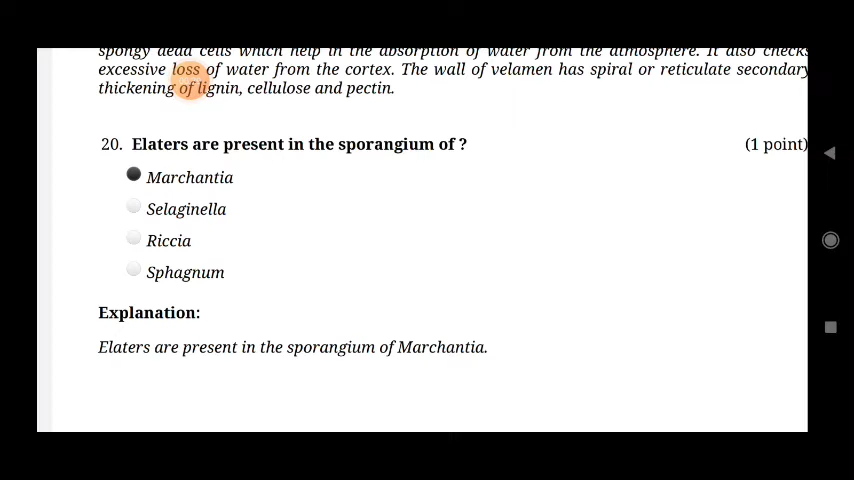 spongy dead cells which help in the absorption of water from the atmosphere. It also checks
excessive loss of water from the cortex. The wall of velamen has spiral or reticulate secondary
thickening of lignin, cellulose and pectin.
20. Elaters are present in the sporangium of ? (1 point)
Marchantia
Selaginella
Riccia
Sphagnum
Explanation:
Elaters are present in the sporangium of Marchantia.